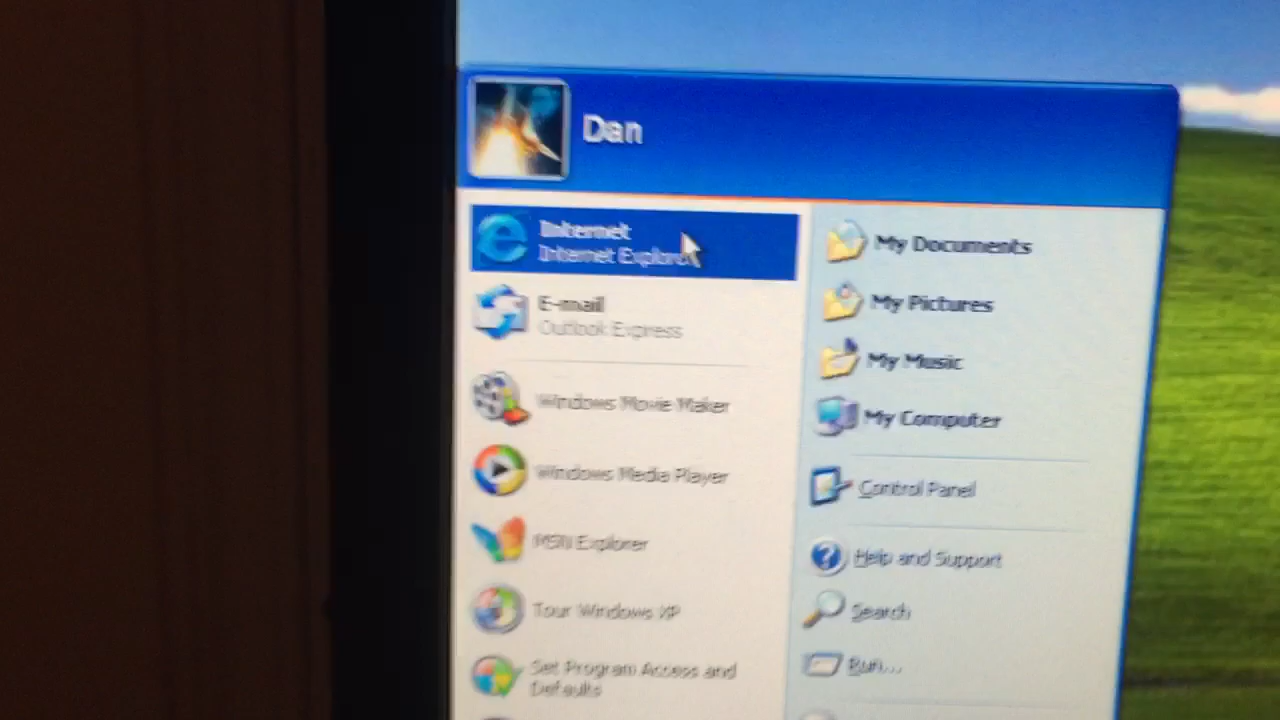 Dan
Internet
Internet Explorer
E-mail
Outlook Express
Windows Movie Maker
Windows Media Player
MSN Explorer
Tour Windows XP
Set Program Access and
Defaults
My Documents
My Pictures
My Music
My Computer
Control Panel
Help and Support
Search
Run...